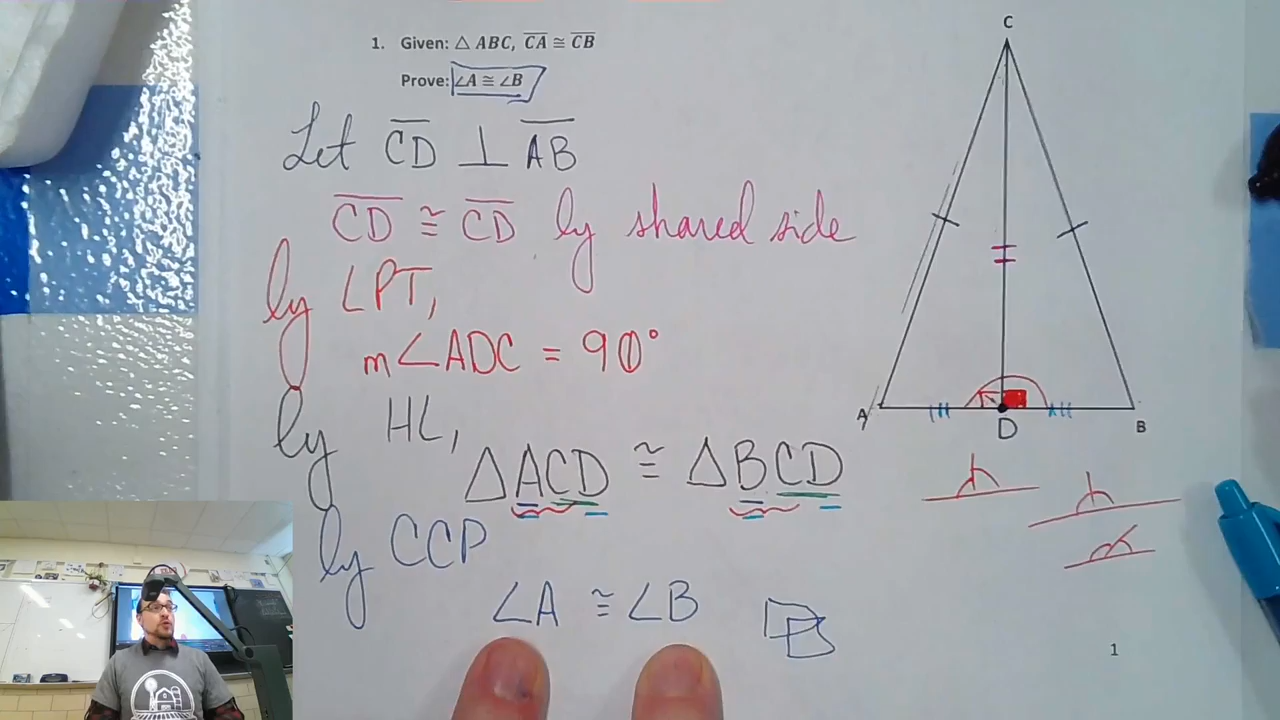 1. Given: △ ABC, CA ≅ CB
Prove: ∠A ≅ ∠B
Let CD ⊥ AB
CD ≅ CD by shared side
by LPT,
m∠ADC = 90°
by HL,
△ACD ≅ △BCD
by CCP
∠A ≅ ∠B
C
A
D
B
1